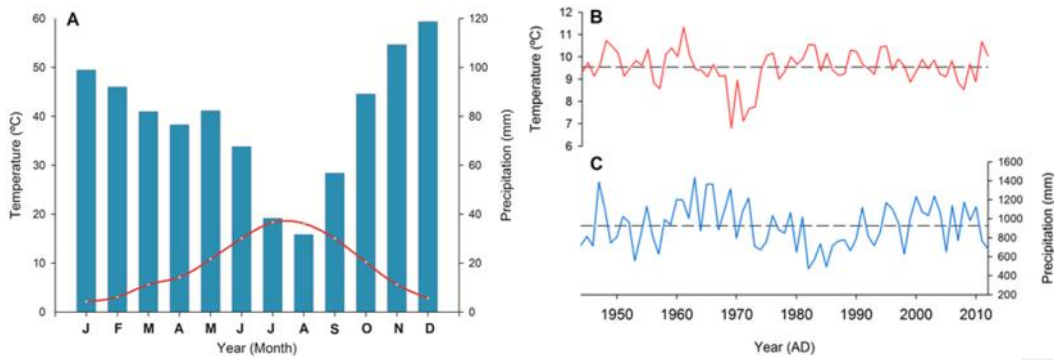 A
Temperature (ºC)
60
50
40
30
20
10
0
120
100
80
60
40
20
0
Precipitation (mm)
J F M A M J J A S O N D
Year (Month)
B
Temperature (ºC)
12
11
10
9
8
7
6
C
1600
1400
1200
1000
800
600
400
200
Precipitation (mm)
1950 1960 1970 1980 1990 2000 2010
Year (AD)